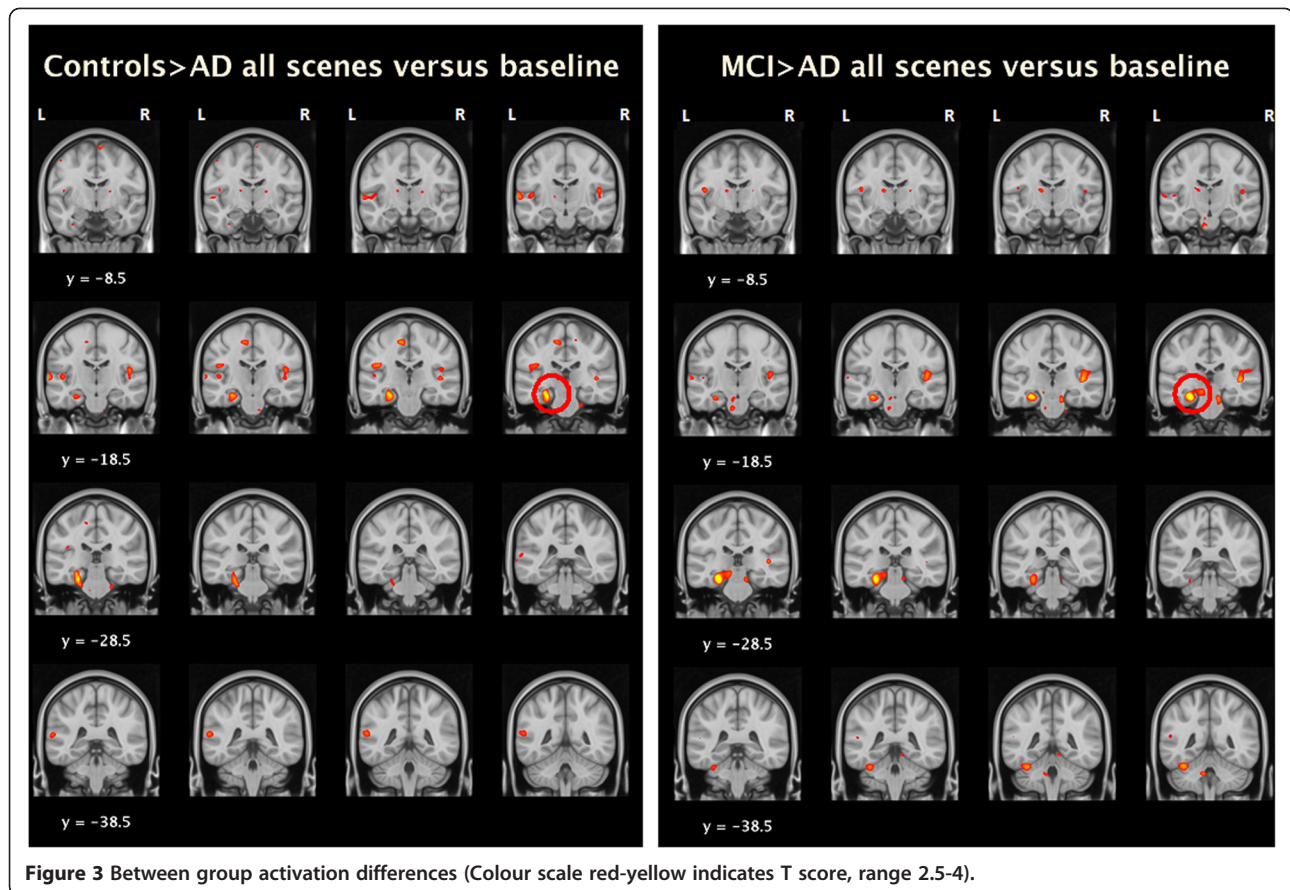 Controls>AD all scenes versus baseline
L R L R L R L R
y = -8.5
y = -18.5
y = -28.5
y = -38.5
MCI>AD all scenes versus baseline
L R L R L R L R
y = -8.5
y = -18.5
y = -28.5
y = -38.5
Figure 3 Between group activation differences (Colour scale red-yellow indicates T score, range 2.5-4).